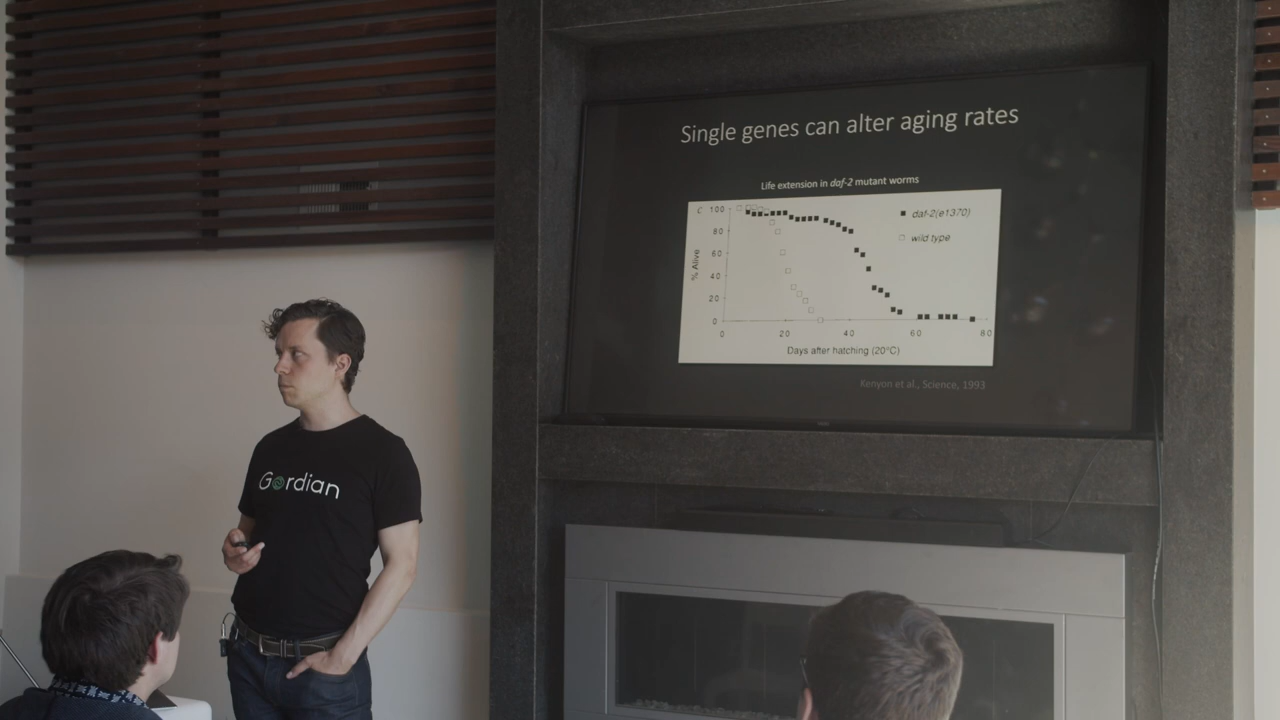 Single genes can alter aging rates
Life extension in daf-2 mutant worms
C
100
80
60
40
20
0
% Alive
daf-2(e1370)
wild type
0 20 40 60 80
Days after hatching (20°C)
Kenyon et al., Science, 1993
Gordian